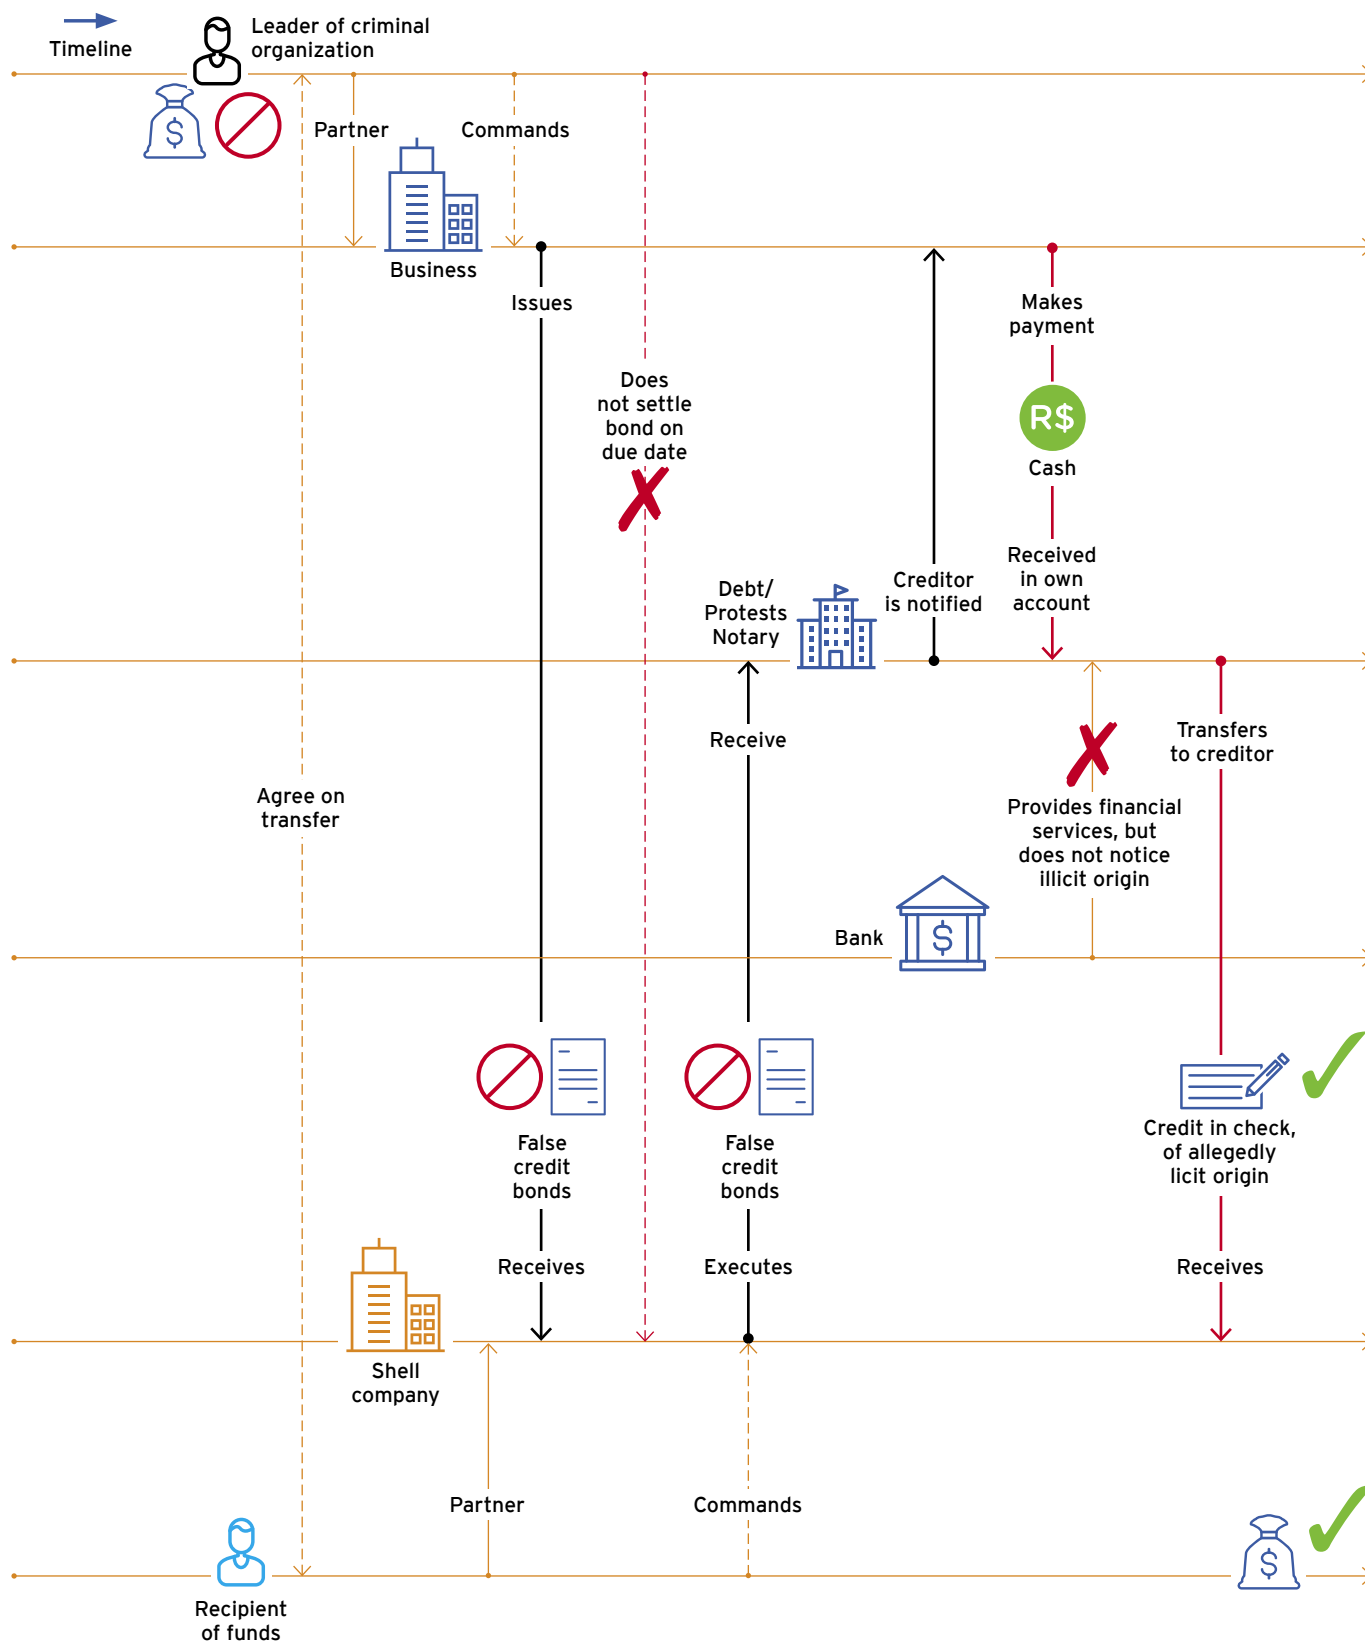 Timeline
Leader of criminal
organization
$
Partner
Commands
Business
Issues
Makes
payment
Does
not settle
bond on
due date
R$
Cash
Received
in own
account
Debt/
Protests
Notary
Creditor
is notified
Receive
Transfers
to creditor
Agree on
transfer
Provides financial
services, but
does not notice
illicit origin
Bank
$
False
credit
bonds
False
credit
bonds
Credit in check,
of allegedly
licit origin
Receives
Executes
Receives
Shell
company
Partner
Commands
$
Recipient
of funds